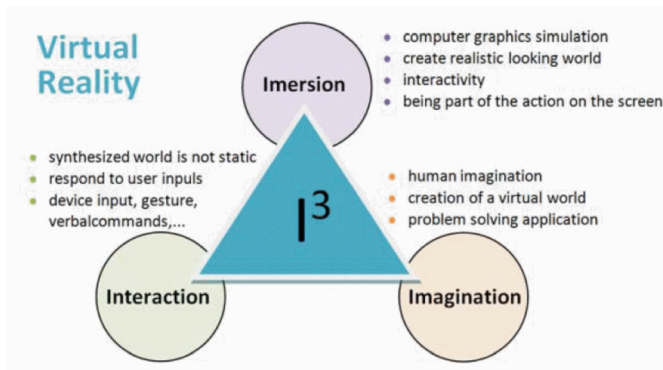 Virtual
Reality
Imersion
computer graphics simulation
create realistic looking world
interactivity
being part of the action on the screen
synthesized world is not static
respond to user inpuls
device input, gesture,
verbalcommands,...
human imagination
creation of a virtual world
problem solving application
I³
Interaction
Imagination